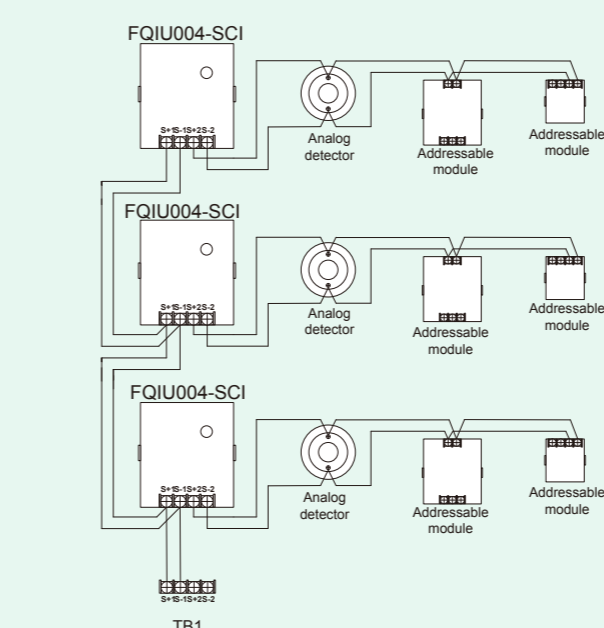 FQIU004-SCI
S+1S-1S+2S-2
Analog
detector
Addressable
module
Addressable
module
FQIU004-SCI
S+1S-1S+2S-2
Analog
detector
Addressable
module
Addressable
module
FQIU004-SCI
S+1S-1S+2S-2
Analog
detector
Addressable
module
Addressable
module
S+1S-1S+2S-2
TB1